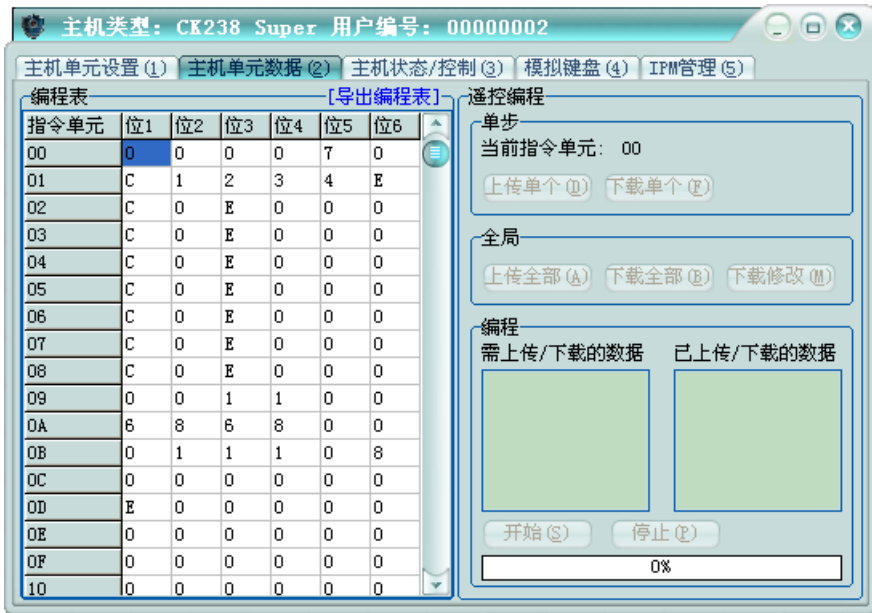 主机类型: CK238 Super 用户编号: 00000002
主机单元设置(1) 主机单元数据(2) 主机状态/控制(3) 模拟键盘(4) IPM管理(5)
编程表 [导出编程表]
指令单元 位1 位2 位3 位4 位5 位6
00 0 0 0 0 7 0
01 C 1 2 3 4 E
02 C 0 E 0 0 0
03 C 0 E 0 0 0
04 C 0 E 0 0 0
05 C 0 E 0 0 0
06 C 0 E 0 0 0
07 C 0 E 0 0 0
08 C 0 E 0 0 0
09 0 0 1 1 0 0
0A 6 8 6 8 0 0
0B 0 1 1 1 0 8
0C 0 0 0 0 0 0
0D E 0 0 0 0 0
0E 0 0 0 0 0 0
0F 0 0 0 0 0 0
10 0 0 0 0 0 0
遥控编程
单步
当前指令单元: 00
上传单个(D) 下载单个(F)
全局
上传全部(A) 下载全部(B) 下载修改(M)
编程
需上传/下载的数据 已上传/下载的数据
开始(S) 停止(P)
0%